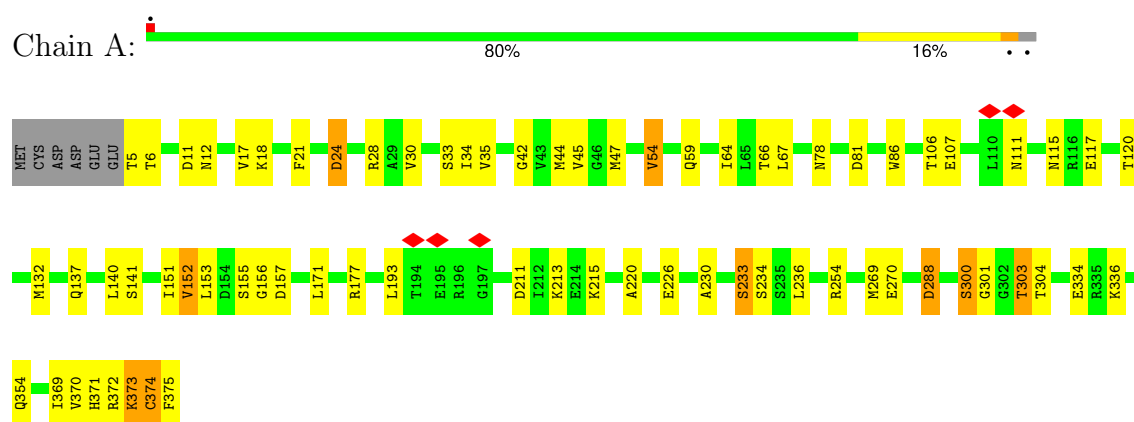 Chain A:
80% 16%
MET CYS ASP ASP GLU GLU T5 T6 D11 N12 V17 K18 F21 D24 R28 A29 V30 S33 I34 V35 G42 V43 M44 V45 G46 M47 V54 Q59 I64 L65 T66 L67 N78 D81 W86 T106 E107 L110 N111 N115 R116 E117 T120
M132 Q137 L140 S141 I151 V152 L153 D154 S155 G156 D157 L171 R177 L193 T194 E195 R196 G197 D211 I212 K213 E214 K215 A220 E226 A230 S233 S234 S235 L236 R254 M269 E270 D288 S300 G301 G302 T303 T304 E334 R335 K336
Q354 I369 V370 H371 R372 K373 C374 F375